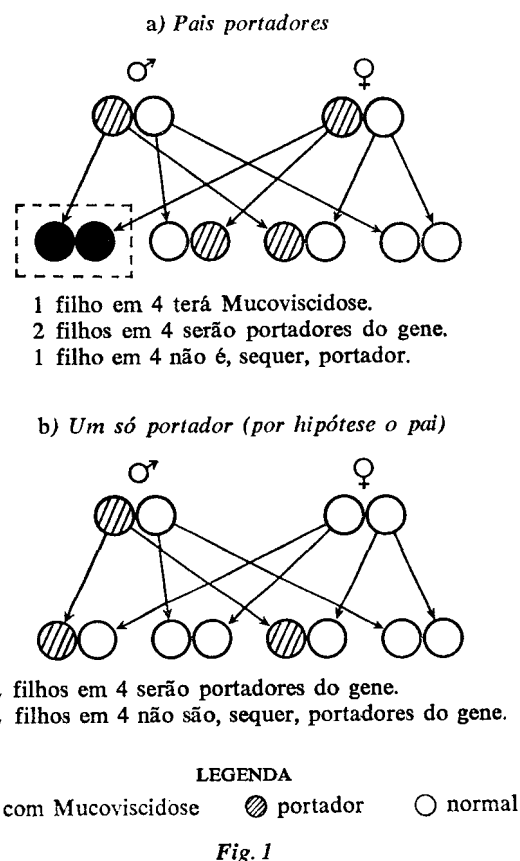 a) Pais portadores
♂ ♀
1 filho em 4 terá Mucoviscidose.
2 filhos em 4 serão portadores do gene.
1 filho em 4 não é, sequer, portador.
b) Um só portador (por hipótese o pai)
♂ ♀
filhos em 4 serão portadores do gene.
filhos em 4 não são, sequer, portadores do gene.
LEGENDA
com Mucoviscidose portador normal
Fig. 1